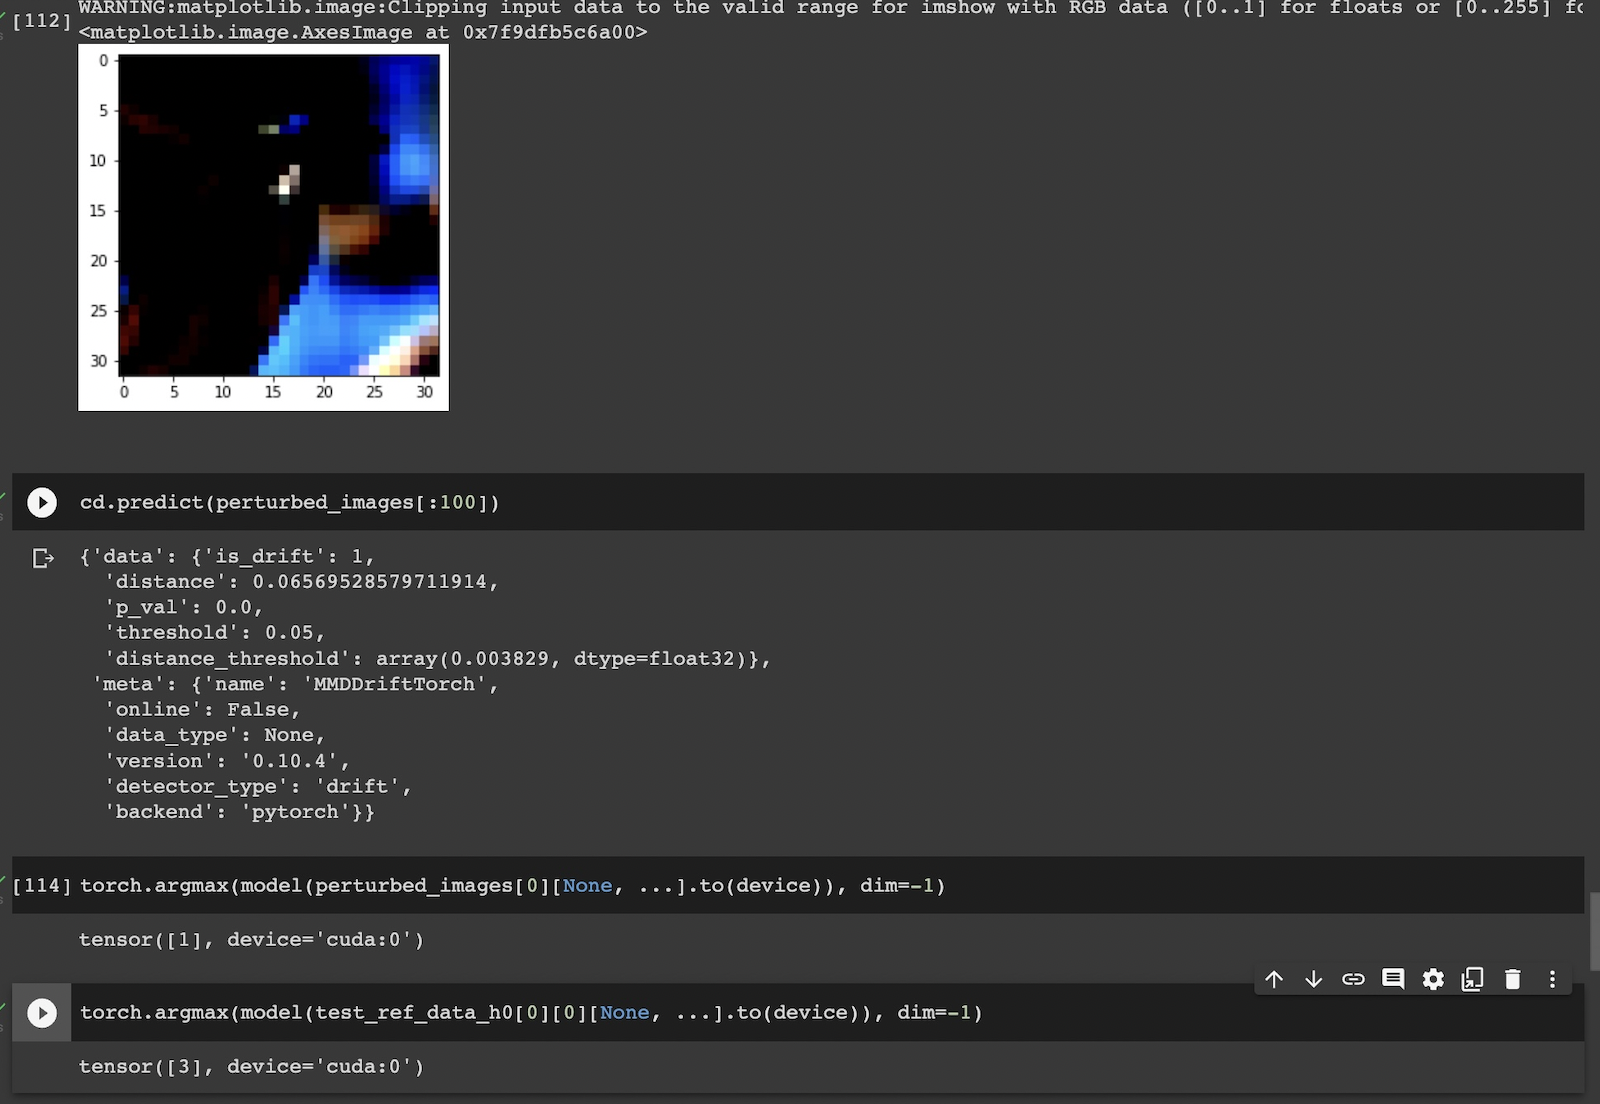 WARNING:matplotlib.image:Clipping input data to the valid range for imshow with RGB data ([0..1] for floats or [0..255]
[112] <matplotlib.image.AxesImage at 0x7f9dfb5c6a00>
0
5
10
15
20
25
30
0 5 10 15 20 25 30
cd.predict(perturbed_images[:100])
{'data': {'is_drift': 1,
'distance': 0.06569528579711914,
'p_val': 0.0,
'threshold': 0.05,
'distance_threshold': array(0.003829, dtype=float32)},
'meta': {'name': 'MMDDriftTorch',
'online': False,
'data_type': None,
'version': '0.10.4',
'detector_type': 'drift',
'backend': 'pytorch'}}
[114] torch.argmax(model(perturbed_images[0][None, ...].to(device)), dim=-1)
tensor([1], device='cuda:0')
torch.argmax(model(test_ref_data_h0[0][0][None, ...].to(device)), dim=-1)
tensor([3], device='cuda:0')